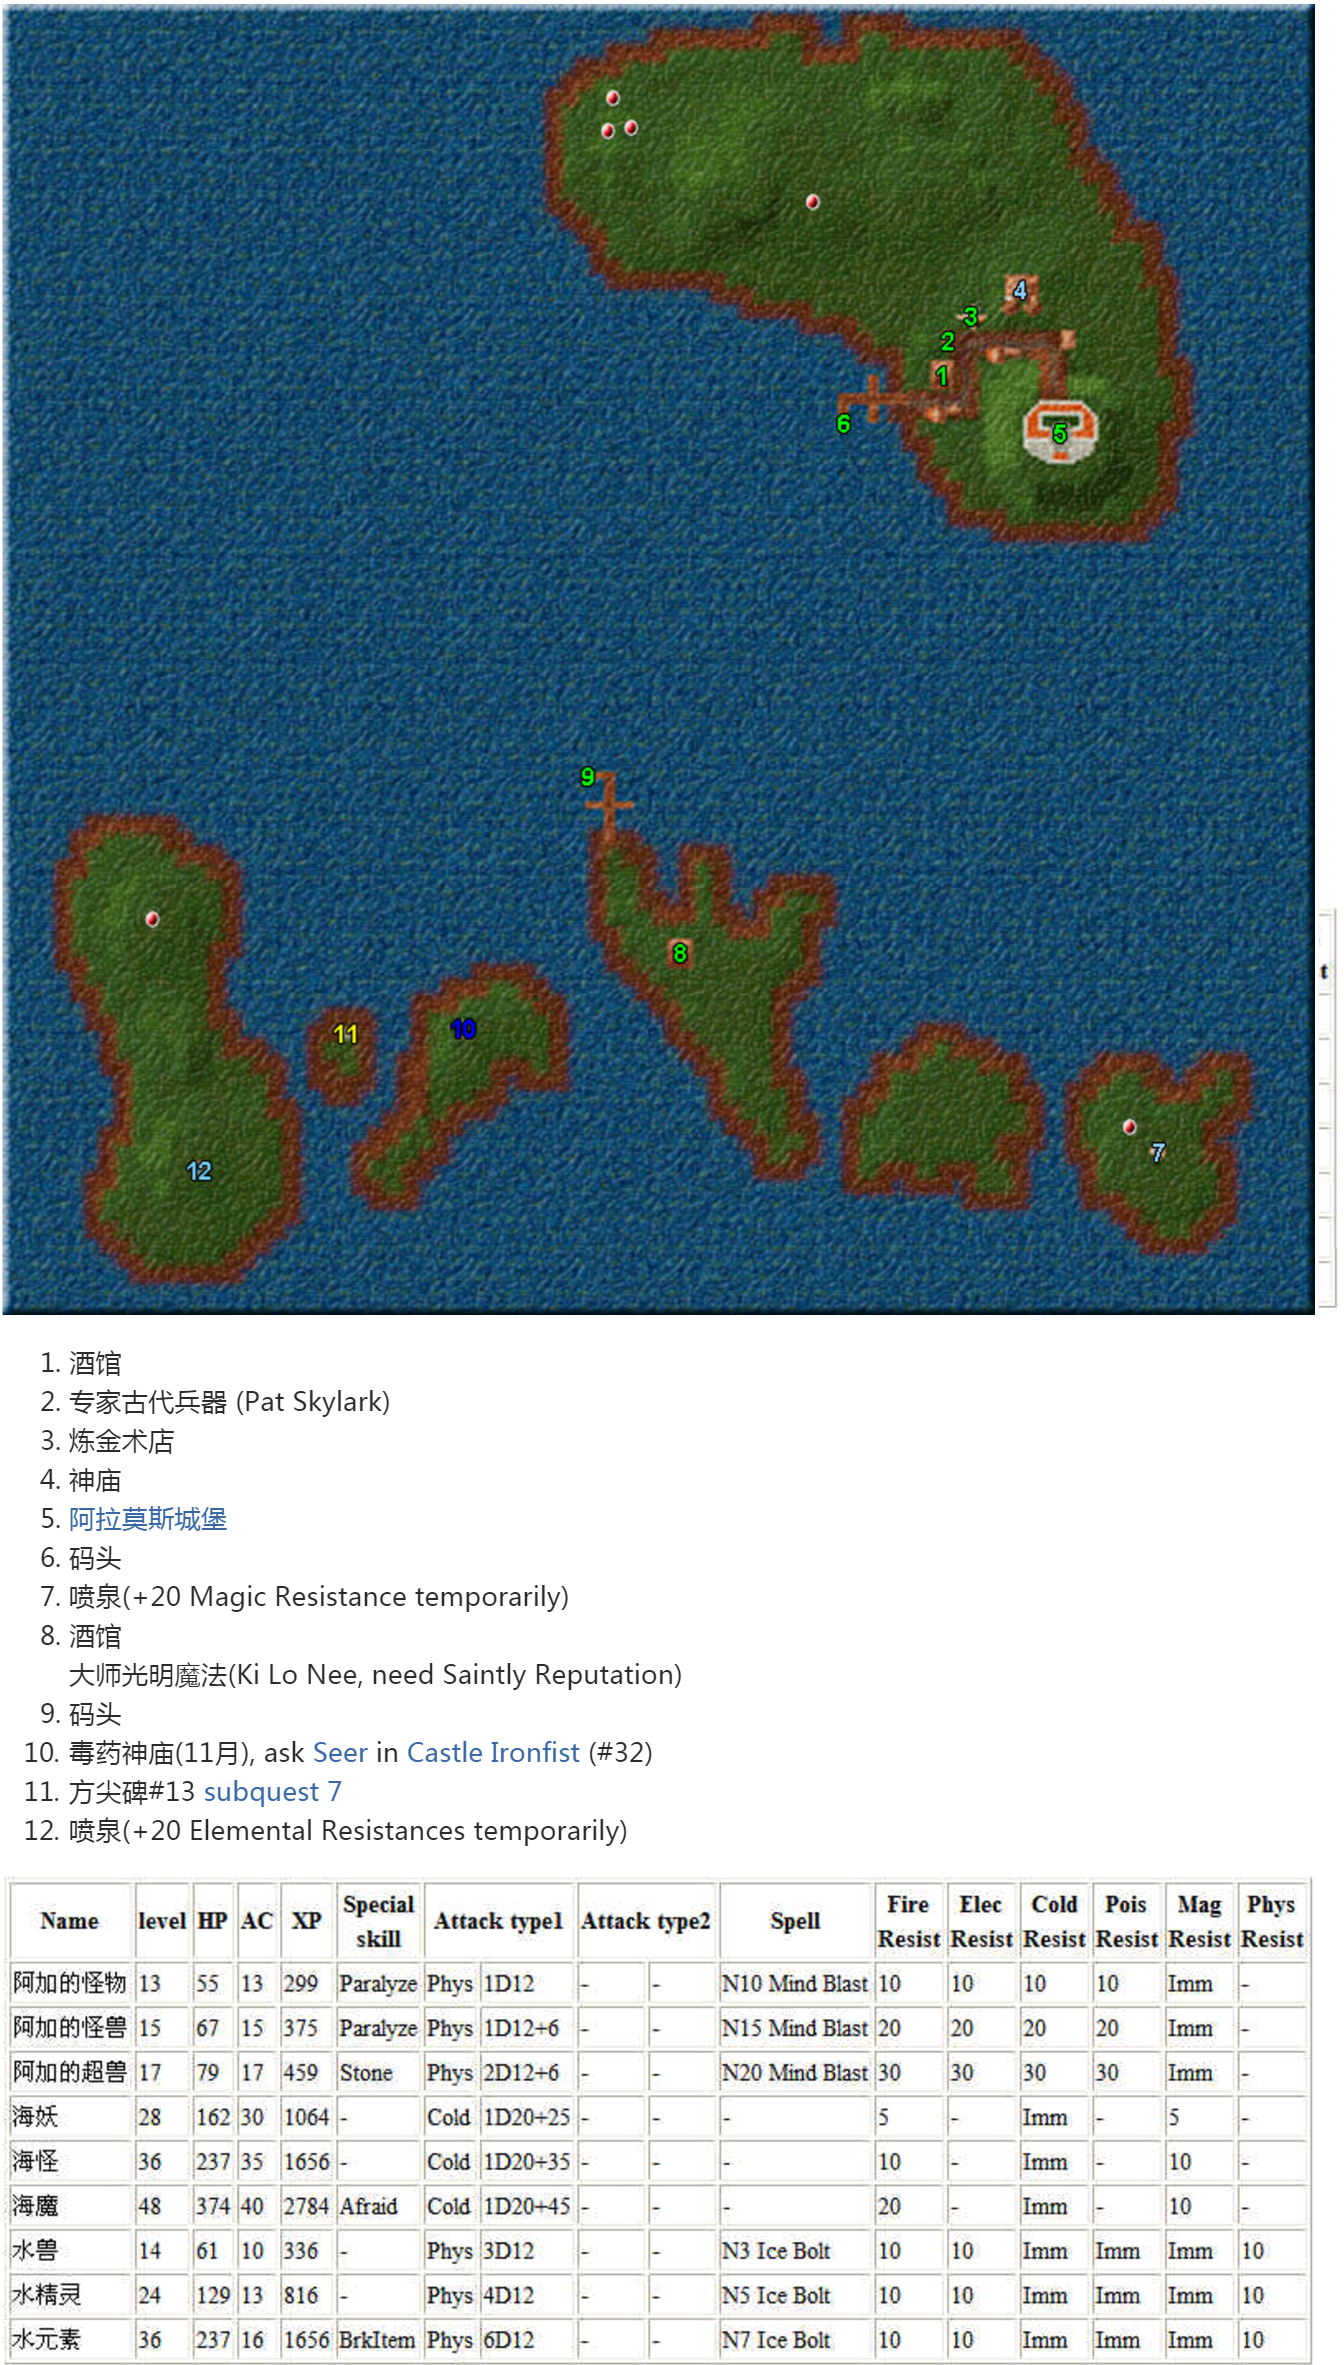 4
3
2
1
6
5
9
8
t
11
10
7
12
1. 酒馆
2. 专家古代兵器 (Pat Skylark)
3. 炼金术店
4. 神庙
5. 阿拉莫斯城堡
6. 码头
7. 喷泉(+20 Magic Resistance temporarily)
8. 酒馆
大师光明魔法(Ki Lo Nee, need Saintly Reputation)
9. 码头
10. 毒药神庙(11月), ask Seer in Castle Ironfist (#32)
11. 方尖碑#13 subquest 7
12. 喷泉(+20 Elemental Resistances temporarily)
Name level HP AC XP Special skill Attack type1 Attack type2 Spell Fire Resist Elec Resist Cold Resist Pois Resist Mag Resist Phys Resist
阿加的怪物 13 55 13 299 Paralyze Phys 1D12 - - N10 Mind Blast 10 10 10 10 Imm -
阿加的怪兽 15 67 15 375 Paralyze Phys 1D12+6 - - N15 Mind Blast 20 20 20 20 Imm -
阿加的超兽 17 79 17 459 Stone Phys 2D12+6 - - N20 Mind Blast 30 30 30 30 Imm -
海妖 28 162 30 1064 - Cold 1D20+25 - - - 5 - Imm - 5 -
海怪 36 237 35 1656 - Cold 1D20+35 - - - 10 - Imm - 10 -
海魔 48 374 40 2784 Afraid Cold 1D20+45 - - - 20 - Imm - 10 -
水兽 14 61 10 336 - Phys 3D12 - - N3 Ice Bolt 10 10 Imm Imm Imm 10
水精灵 24 129 13 816 - Phys 4D12 - - N5 Ice Bolt 10 10 Imm Imm Imm 10
水元素 36 237 16 1656 BrkItem Phys 6D12 - - N7 Ice Bolt 10 10 Imm Imm Imm 10